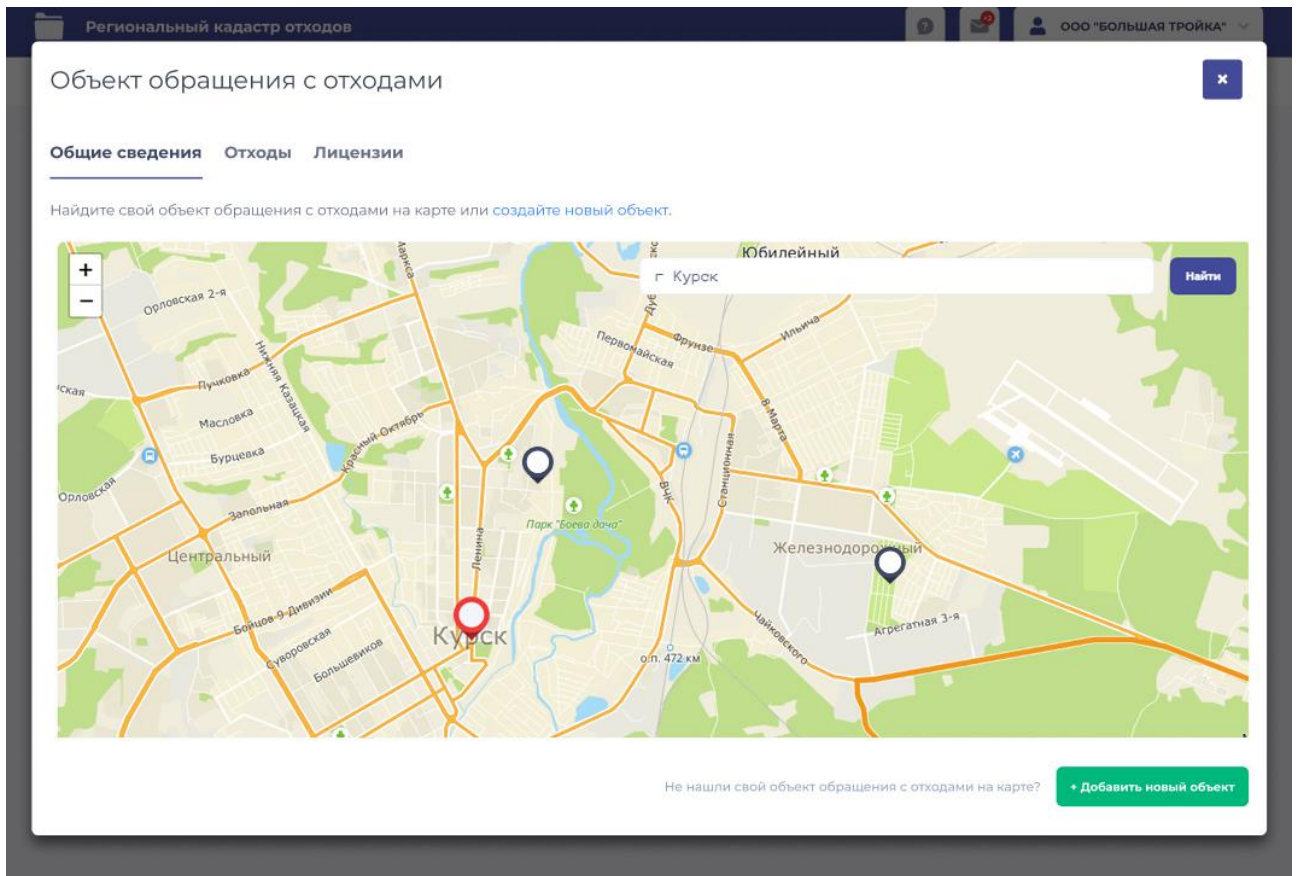 Региональный кадастр отходов
ООО "БОЛЬШАЯ ТРОЙКА"
Объект обращения с отходами
Общие сведения Отходы Лицензии
Найдите свой объект обращения с отходами на карте или создайте новый объект.
+
−
г Курск
Найти
Юбилейный
Маркса
Орловская 2-я
Нижняя Казацкая
Пучковка
Масловка
Бурцевка
Красный Октябрь
Орловская
Запольная
Центральный
Первомайская
Фрунзе
Ильича
8 Марта
Станционная
ВЧК
Парк "Боева дача"
Ленина
Железнодорожный
Бойцов 9 Дивизии
Суворовская
Большевиков
Курск
о.п. 472 км
Чайковского
Агрегатная 3-я
Не нашли свой объект обращения с отходами на карте?
+ Добавить новый объект